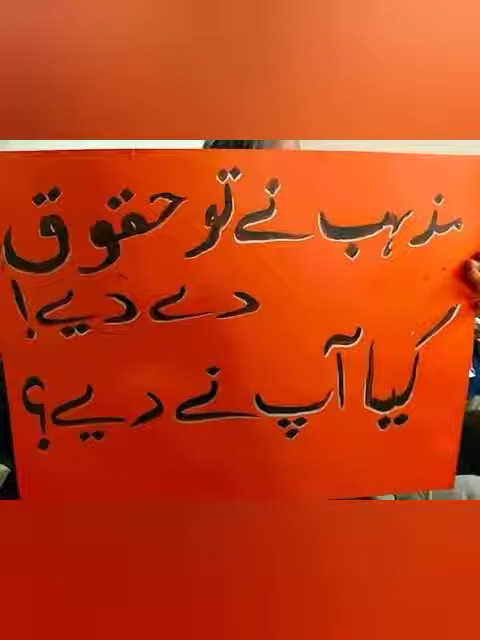 مذہب نے تو حقوق
دے دیے!
کیا آپ نے دیے؟